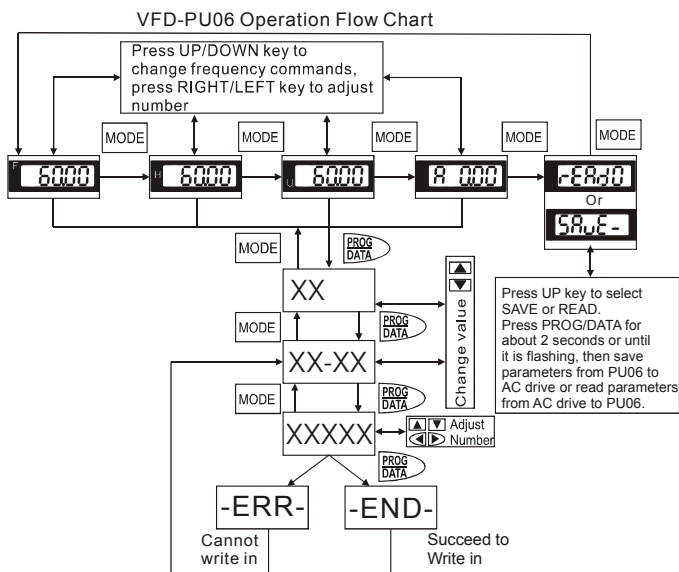 VFD-PU06 Operation Flow Chart
Press UP/DOWN key to
change frequency commands,
press RIGHT/LEFT key to adjust
number
MODE
MODE
MODE
MODE
MODE
F 60.00
H 60.00
U 60.00
A 0.00
rEAd0
Or
SAvE-
MODE
PROG
DATA
XX
MODE
PROG
DATA
XX-XX
Change value
Press UP key to select
SAVE or READ.
Press PROG/DATA for
about 2 seconds or until
it is flashing, then save
parameters from PU06 to
AC drive or read parameters
from AC drive to PU06.
MODE
PROG
DATA
XXXXX
Adjust
Number
PROG
DATA
-ERR-
-END-
Cannot
write in
Succeed to
Write in